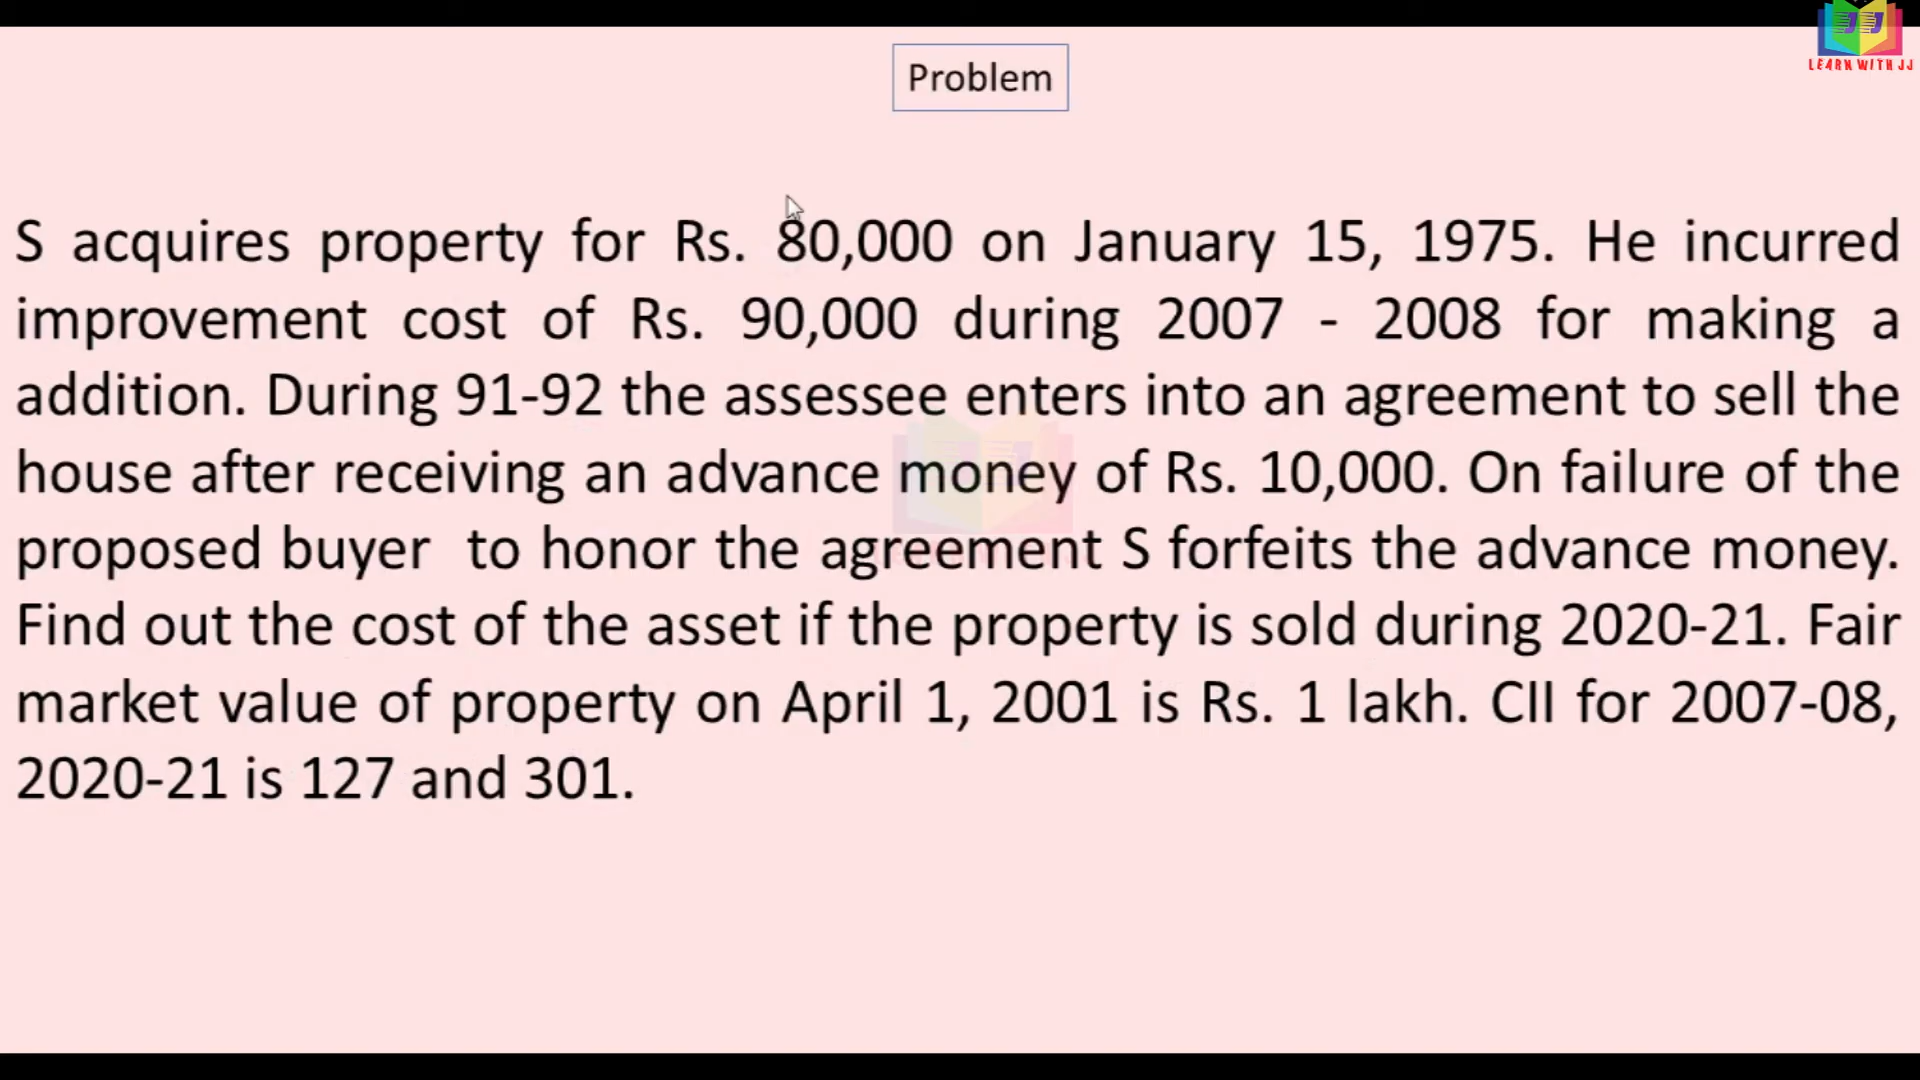 LEARN WITH JJ
Problem
S acquires property for Rs. 80,000 on January 15, 1975. He incurred
improvement cost of Rs. 90,000 during 2007 - 2008 for making a
addition. During 91-92 the assessee enters into an agreement to sell the
house after receiving an advance money of Rs. 10,000. On failure of the
proposed buyer to honor the agreement S forfeits the advance money.
Find out the cost of the asset if the property is sold during 2020-21. Fair
market value of property on April 1, 2001 is Rs. 1 lakh. CII for 2007-08,
2020-21 is 127 and 301.